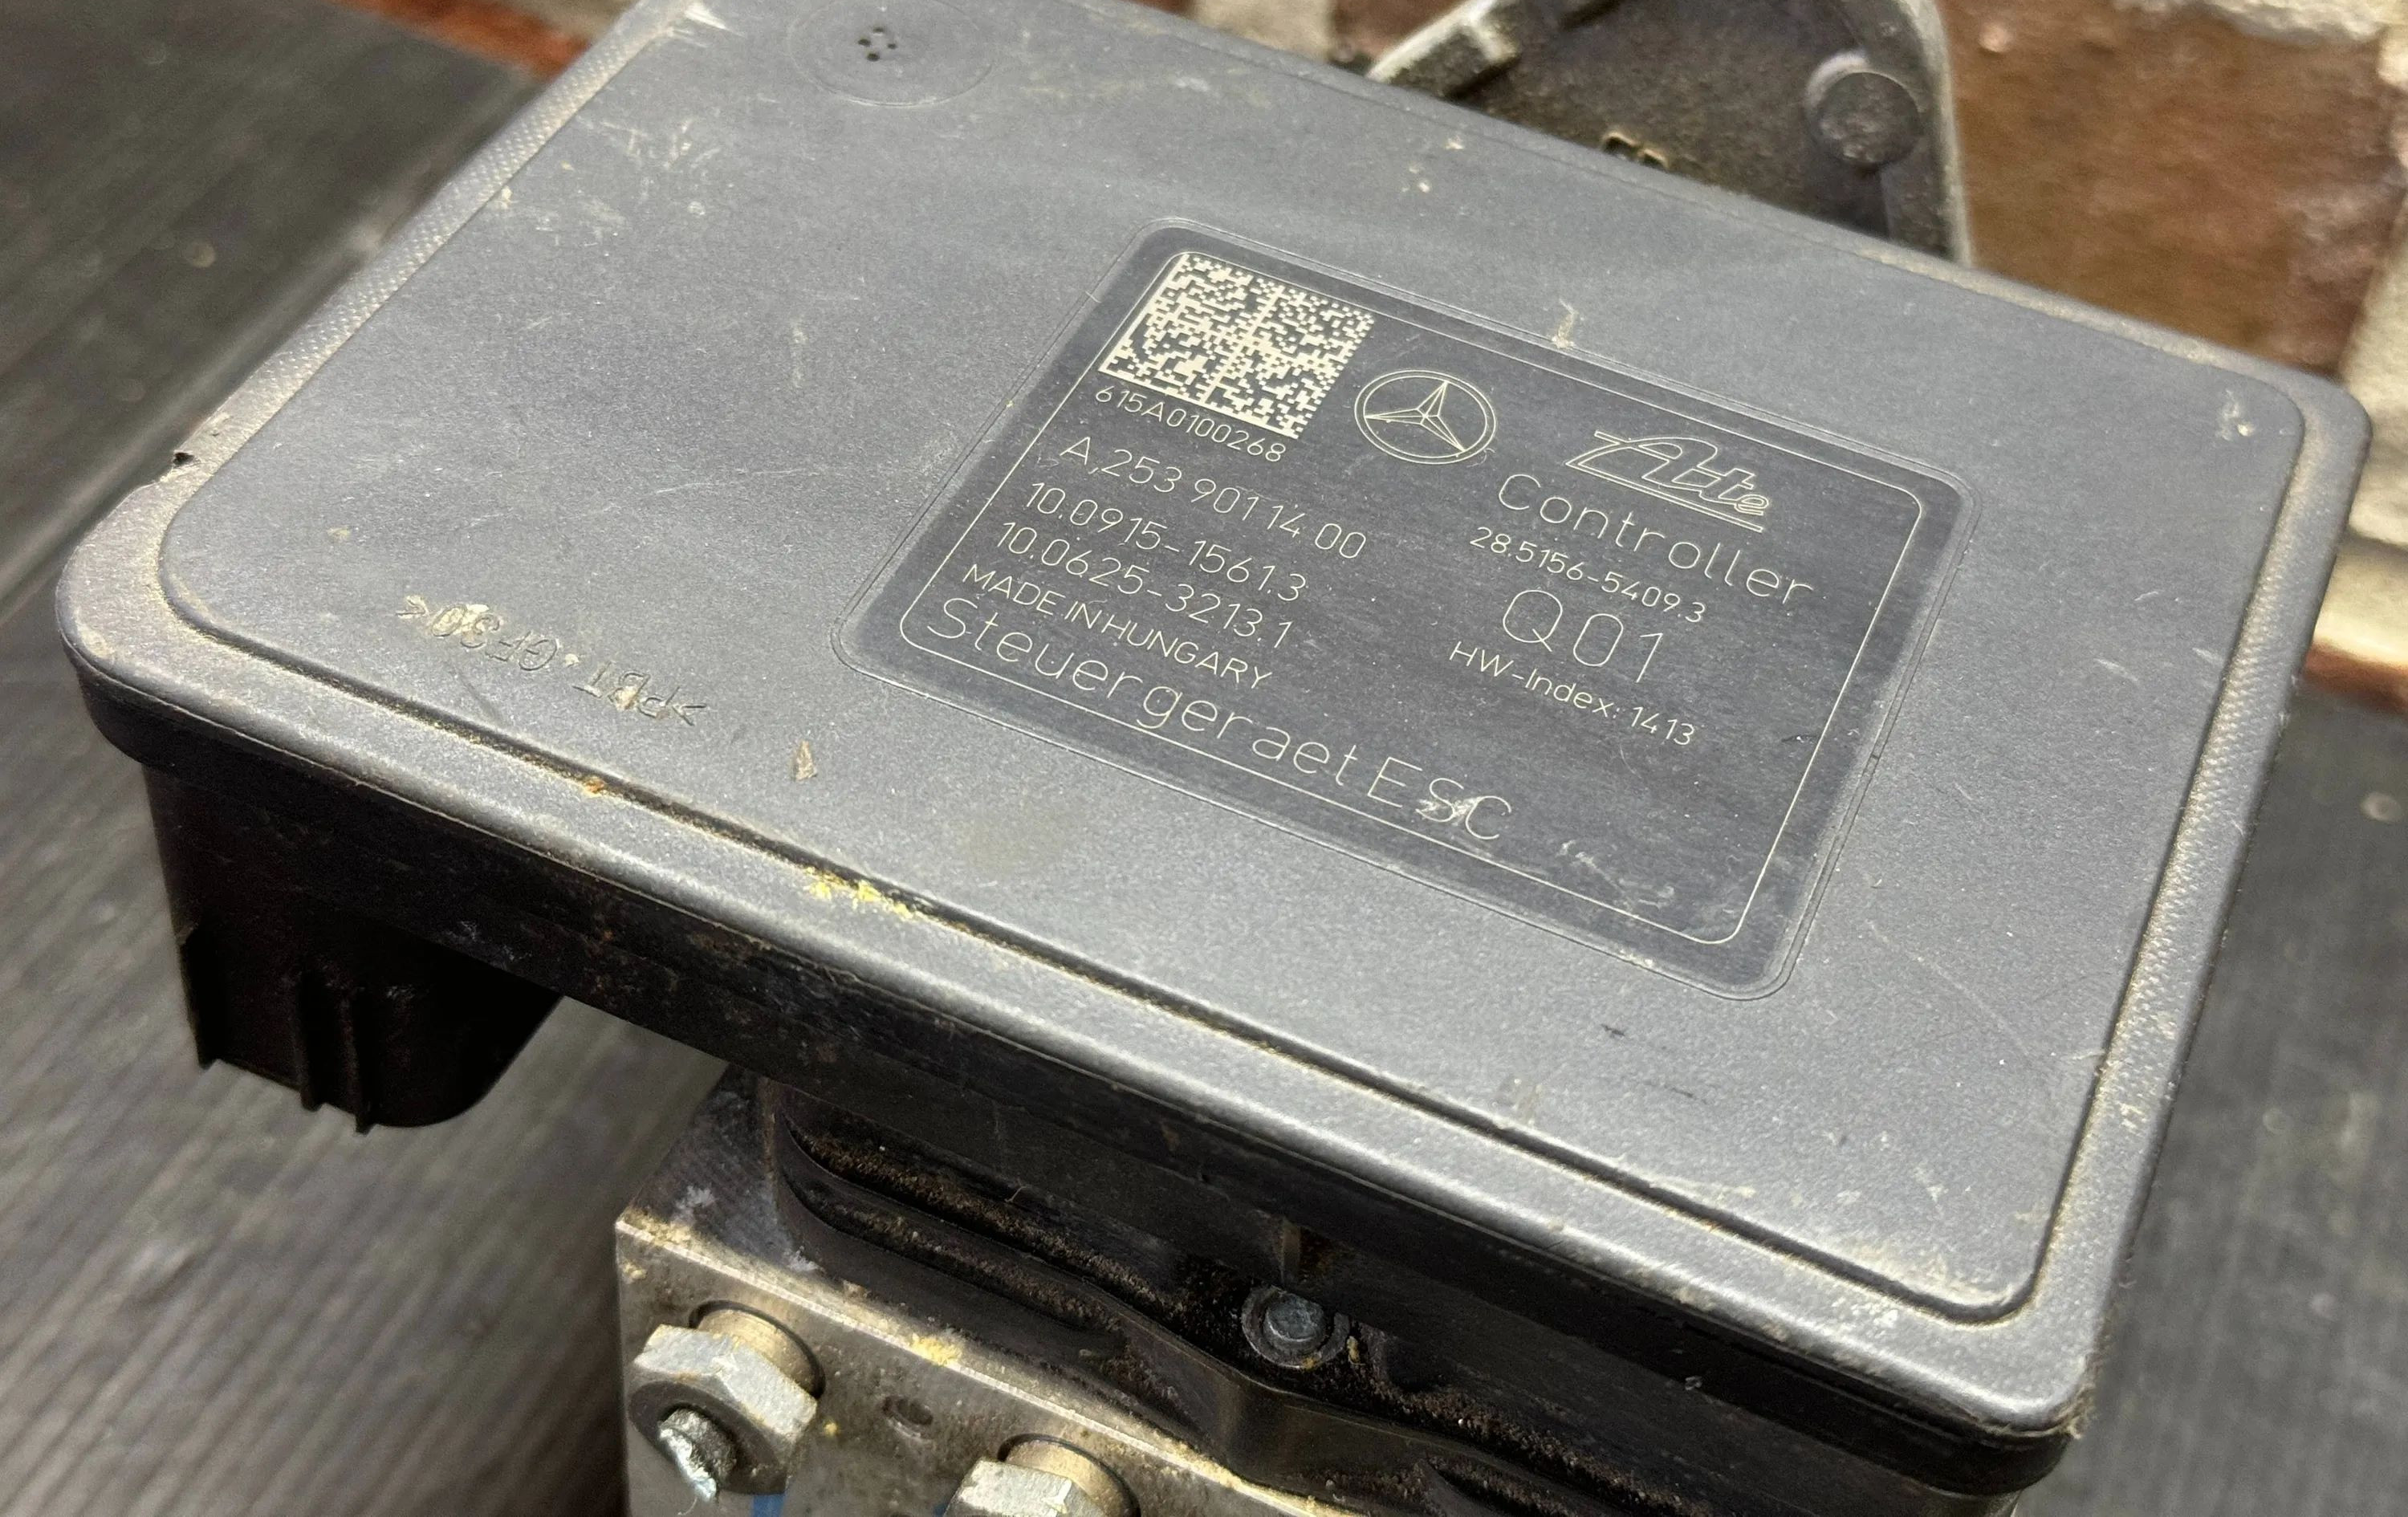 615A0100268
A,253 901 14 00
10.0915-1561.3
10.0625-3213.1
MADE IN HUNGARY
Steuergeraet ESC
Ate
Controller
28.5156-5409.3
Q01
HW-Index: 1413
>PBT-GF30<